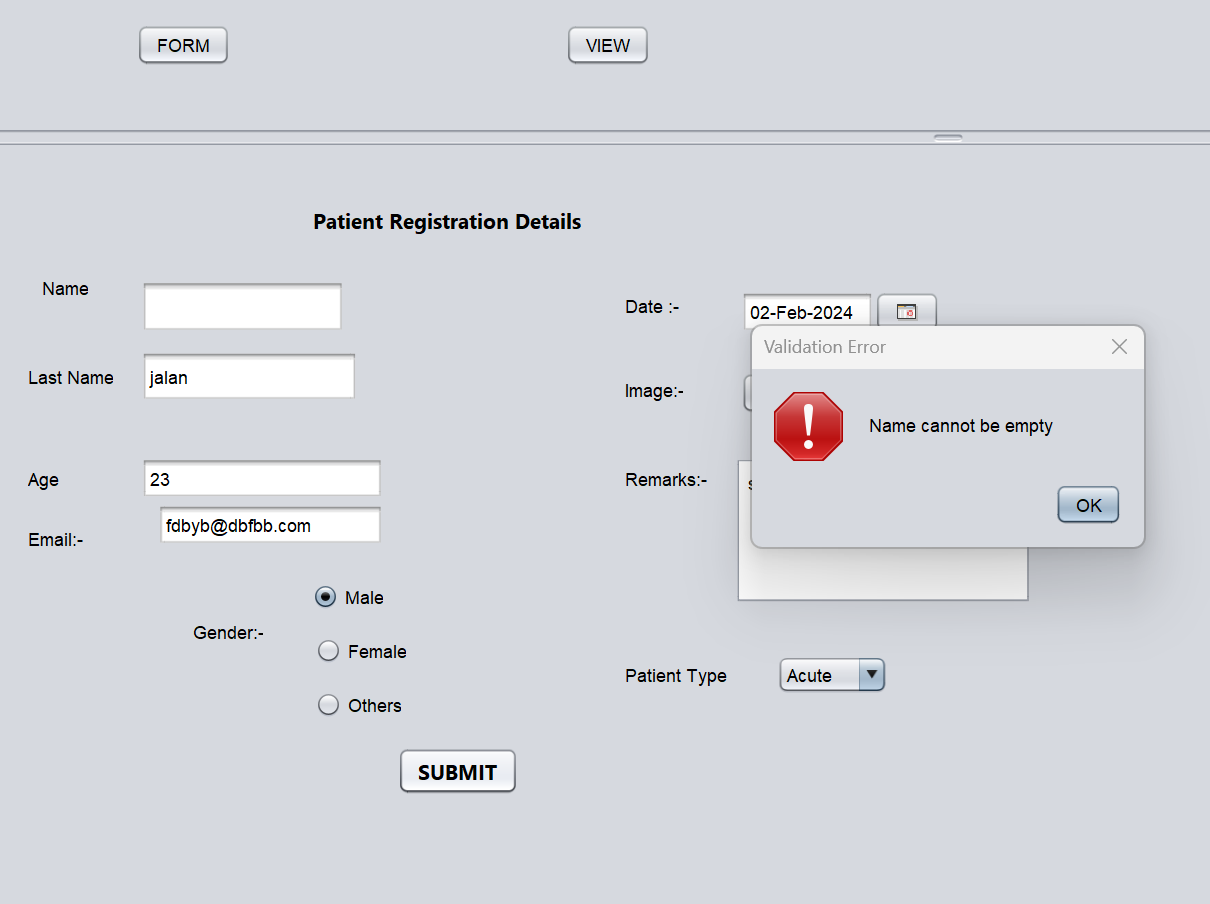 FORM
VIEW
Patient Registration Details
Name
Last Name
jalan
Age
23
Email:-
fdbyb@dbfbb.com
Gender:-
Male
Female
Others
SUBMIT
Date :-
02-Feb-2024
Image:-
Remarks:-
Patient Type
Acute
Validation Error
Name cannot be empty
OK